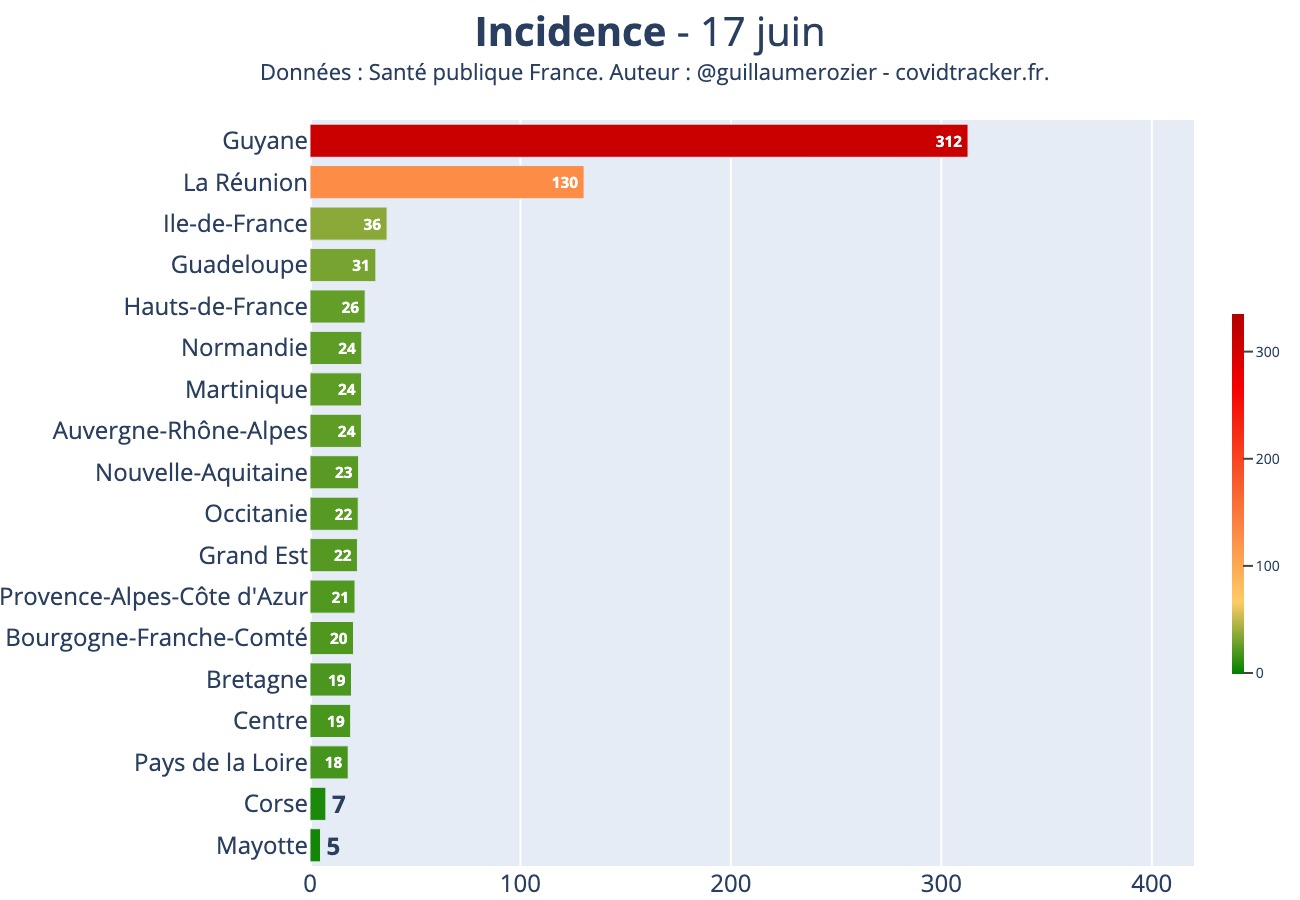 Incidence - 17 juin
Données : Santé publique France. Auteur : @guillaumerozier - covidtracker.fr.
Guyane 312
La Réunion 130
Ile-de-France 36
Guadeloupe 31
Hauts-de-France 26
Normandie 24
Martinique 24
Auvergne-Rhône-Alpes 24
Nouvelle-Aquitaine 23
Occitanie 22
Grand Est 22
Provence-Alpes-Côte d'Azur 21
Bourgogne-Franche-Comté 20
Bretagne 19
Centre 19
Pays de la Loire 18
Corse 7
Mayotte 5
0 100 200 300 400
300
200
100
0